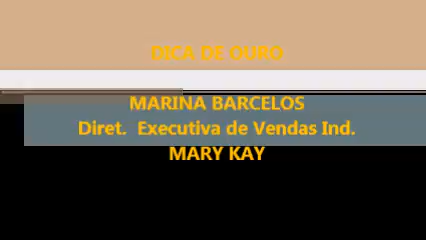 DICA DE OURO
MARINA BARCELOS
Diret. Executiva de Vendas Ind.
MARY KAY